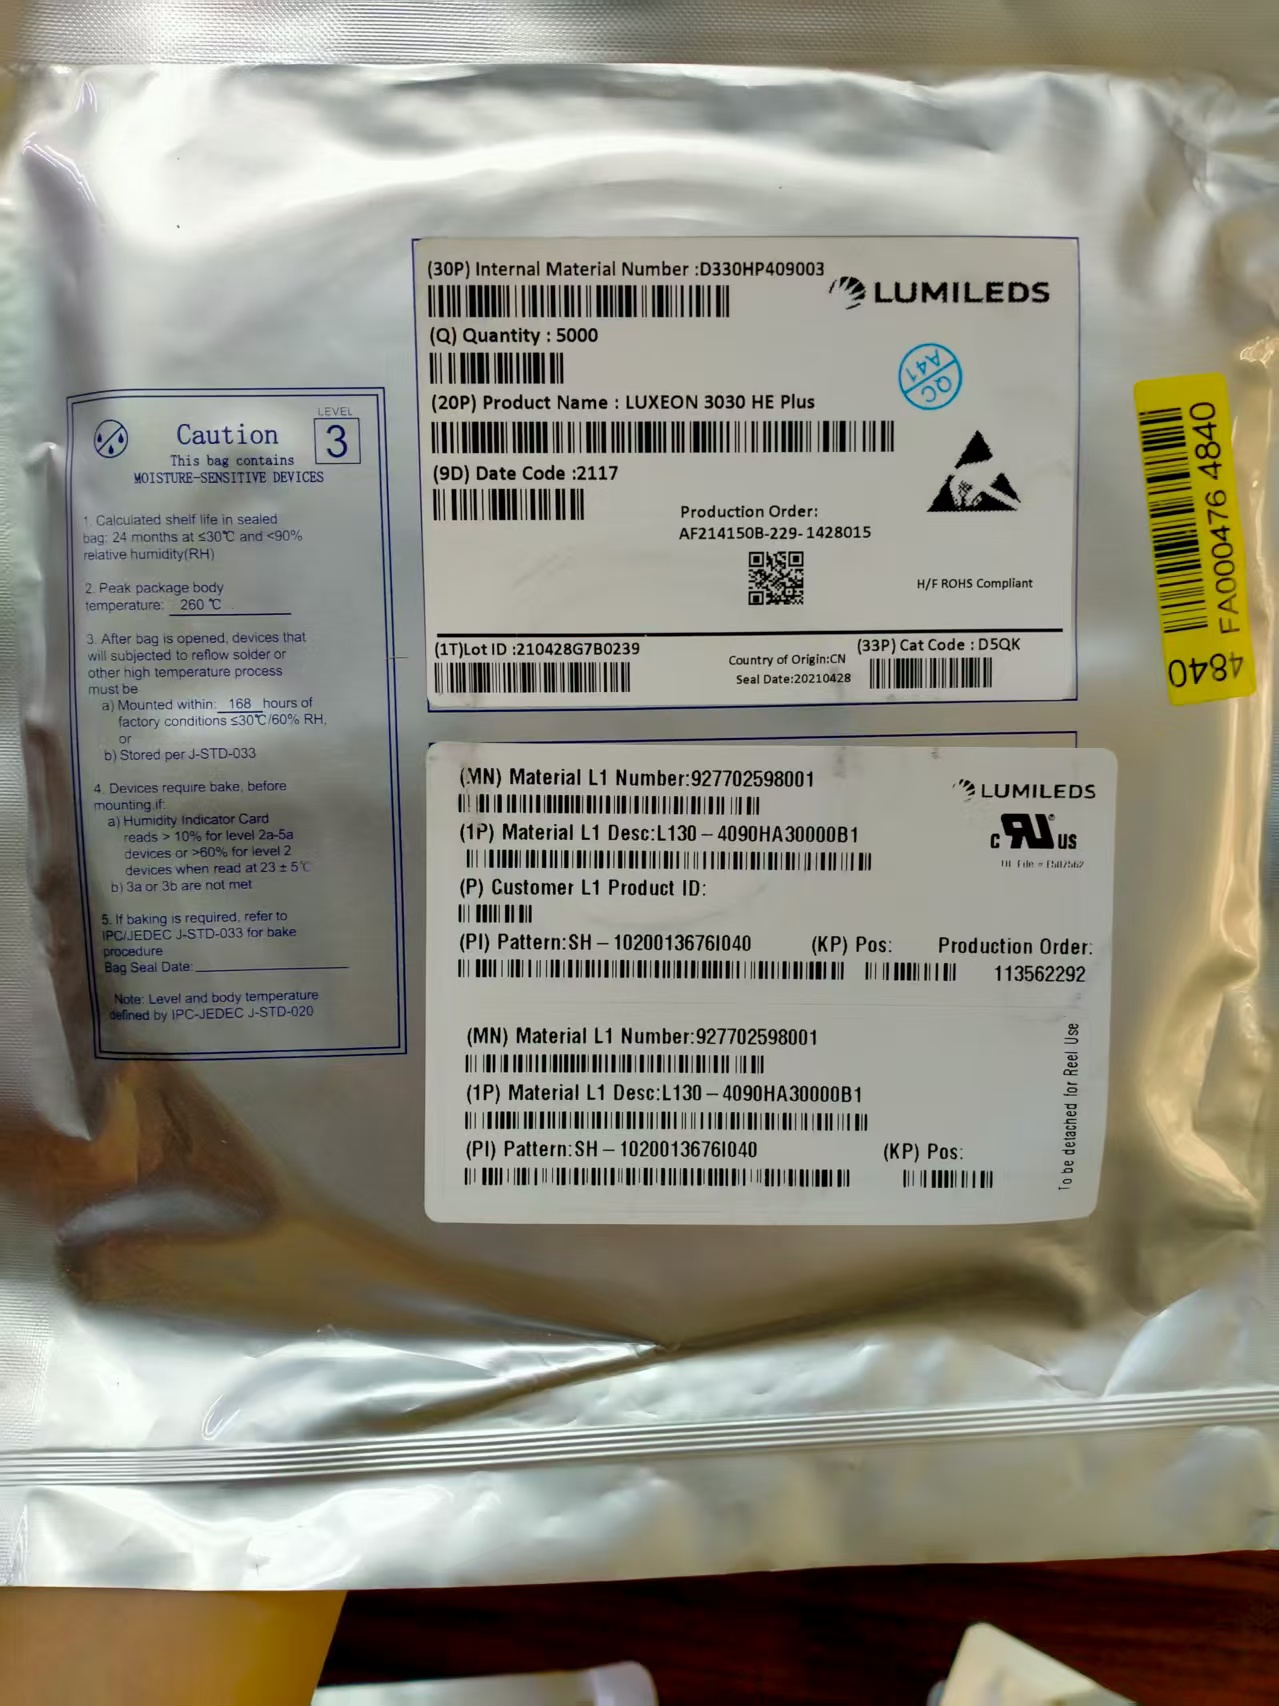 (30P) Internal Material Number :D330HP409003
LUMILEDS
(Q) Quantity : 5000
QC
A41
(20P) Product Name : LUXEON 3030 HE Plus
(9D) Date Code :2117
Production Order:
AF214150B-229-1428015
H/F ROHS Compliant
(1T)Lot ID :210428G7B0239
Country of Origin:CN
Seal Date:20210428
(33P) Cat Code : D5QK
FA000476 4840
4840
LEVEL
3
Caution
This bag contains
MOISTURE-SENSITIVE DEVICES
1. Calculated shelf life in sealed
bag: 24 months at ≤30℃ and <90%
relative humidity(RH)
2. Peak package body
temperature: 260 ℃
3. After bag is opened, devices that
will subjected to reflow solder or
other high temperature process
must be
a) Mounted within: 168 hours of
factory conditions ≤30℃/60% RH,
or
b) Stored per J-STD-033
4. Devices require bake, before
mounting,if:
a) Humidity Indicator Card
reads > 10% for level 2a-5a
devices or >60% for level 2
devices when read at 23 ± 5℃
b) 3a or 3b are not met
5. If baking is required, refer to
IPC/JEDEC J-STD-033 for bake
procedure
Bag Seal Date:
Note: Level and body temperature
defined by IPC-JEDEC J-STD-020
(MN) Material L1 Number:927702598001
LUMILEDS
(1P) Material L1 Desc:L130-4090HA30000B1
c RU ® us
UL File = E507562
(P) Customer L1 Product ID:
(PI) Pattern:SH-1020013676I040
(KP) Pos:
Production Order:
113562292
(MN) Material L1 Number:927702598001
(1P) Material L1 Desc:L130-4090HA30000B1
(PI) Pattern:SH-1020013676I040
(KP) Pos:
To be detached for Reel Use